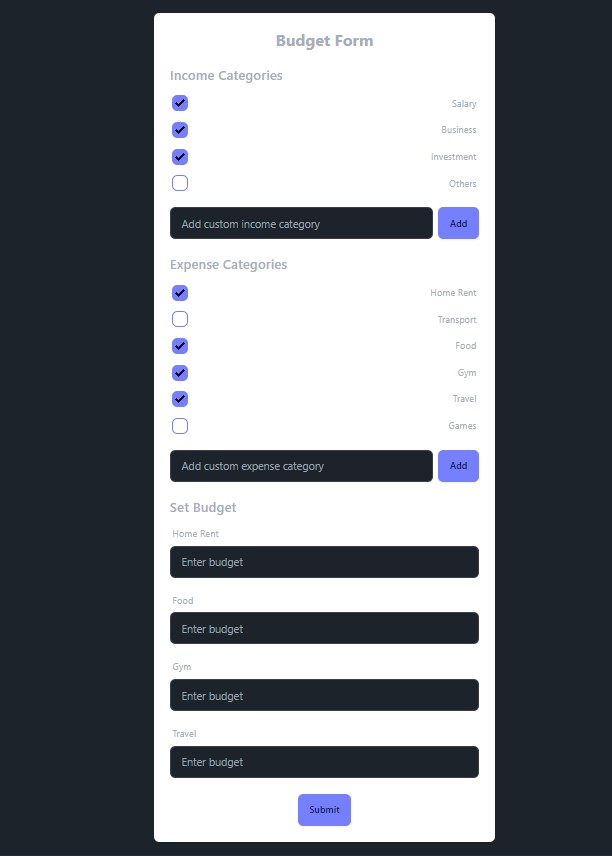 Budget Form
Income Categories
Salary
Business
Investment
Others
Add custom income category
Add
Expense Categories
Home Rent
Transport
Food
Gym
Travel
Games
Add custom expense category
Add
Set Budget
Home Rent
Enter budget
Food
Enter budget
Gym
Enter budget
Travel
Enter budget
Submit